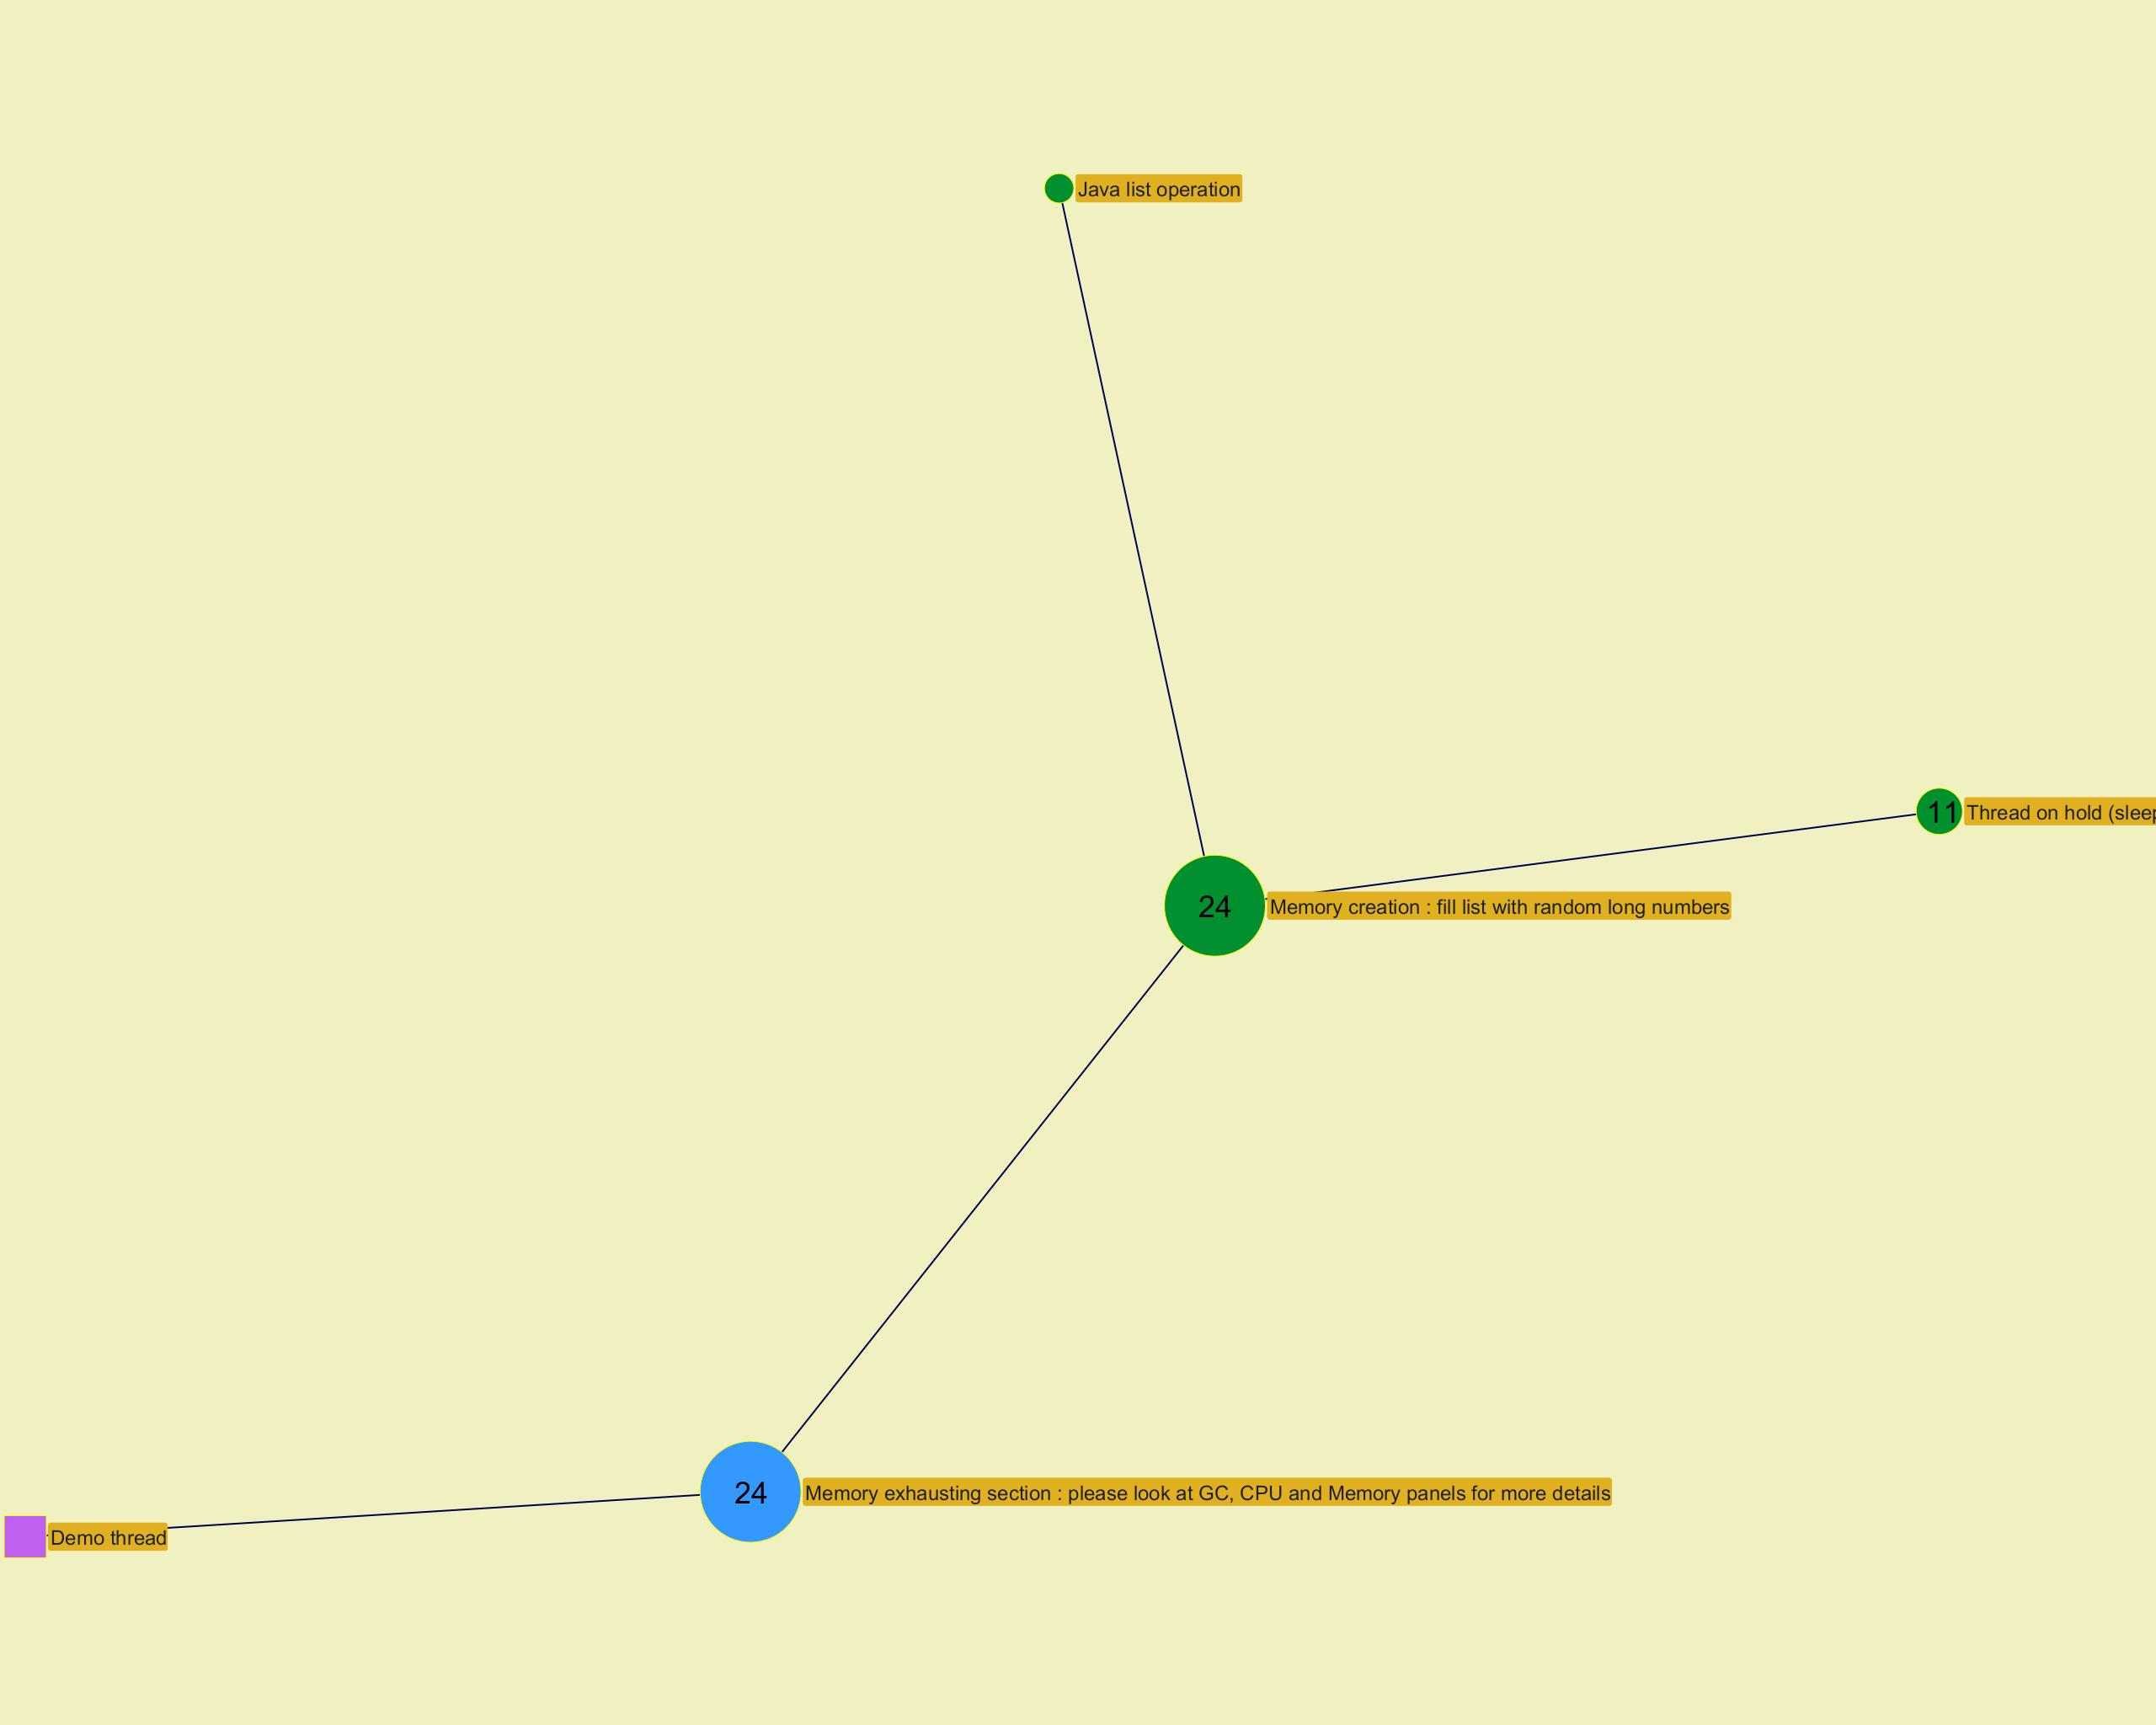 Java list operation
11 Thread on hold (sleep
24 Memory creation : fill list with random long numbers
24 Memory exhausting section : please look at GC, CPU and Memory panels for more details
Demo thread